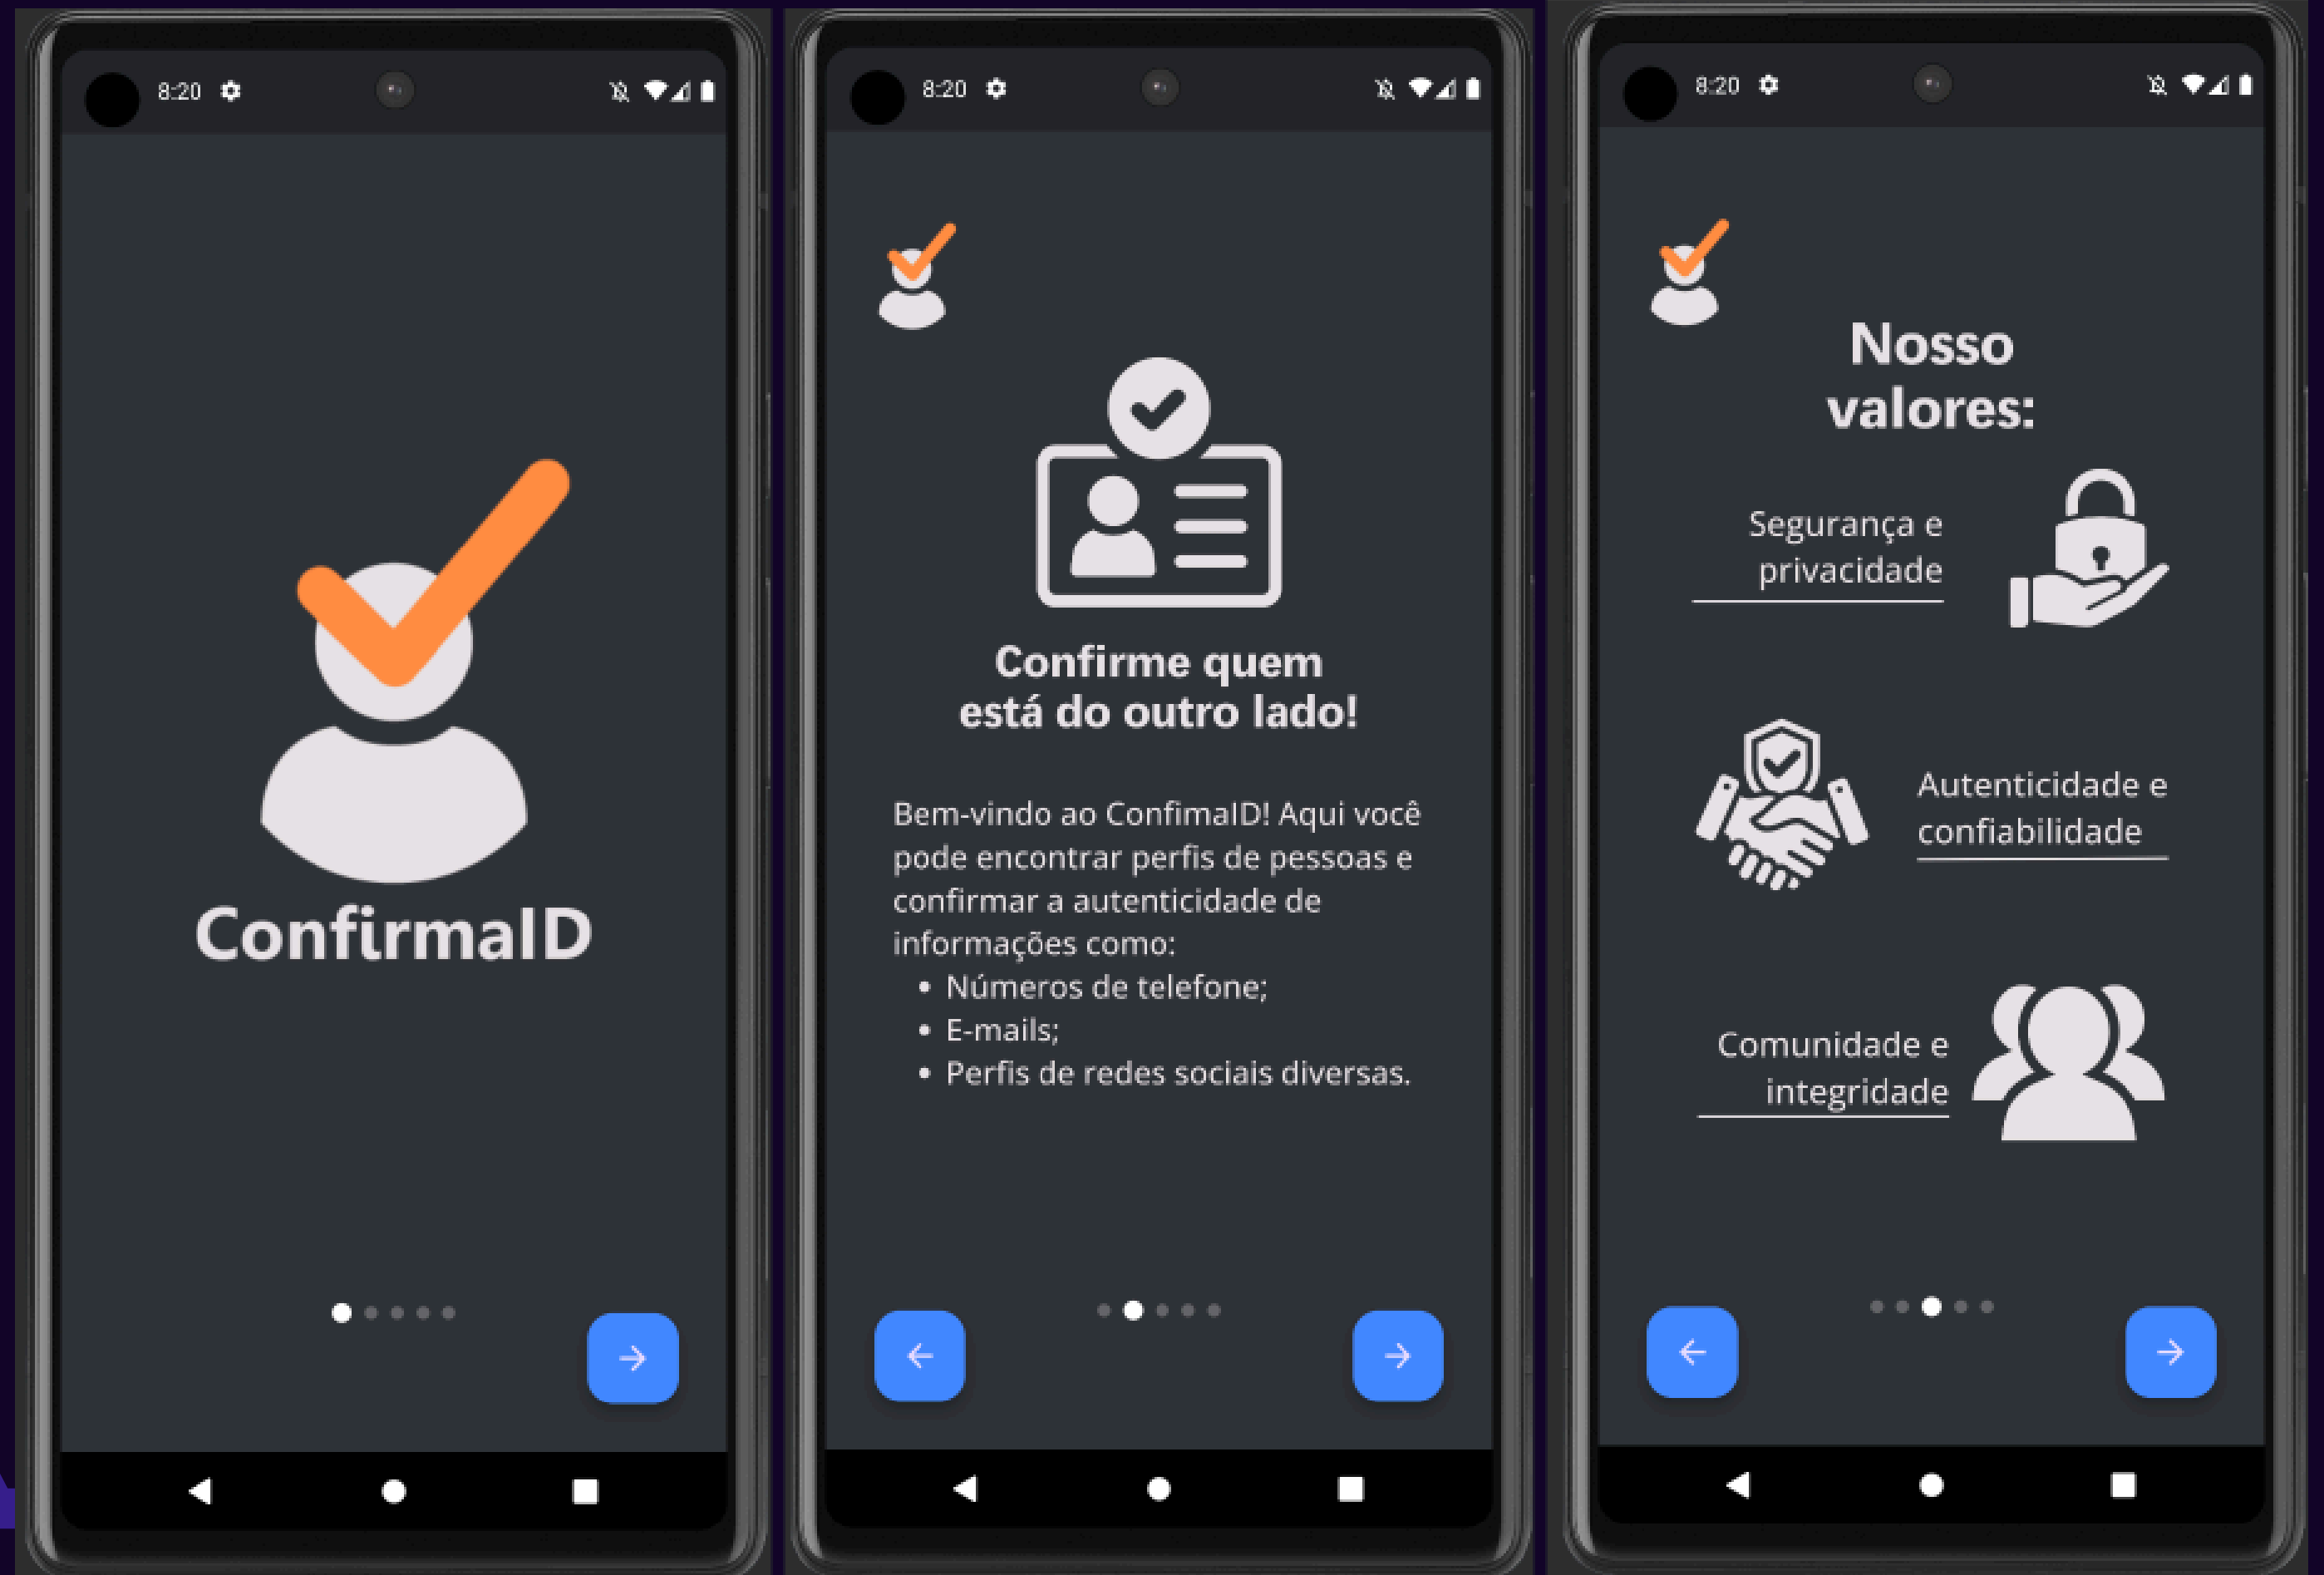 8:20
ConfirmaID
8:20
Confirme quem
está do outro lado!
Bem-vindo ao ConfimaID! Aqui você
pode encontrar perfis de pessoas e
confirmar a autenticidade de
informações como:
• Números de telefone;
• E-mails;
• Perfis de redes sociais diversas.
8:20
Nosso
valores:
Segurança e
privacidade
Autenticidade e
confiabilidade
Comunidade e
integridade